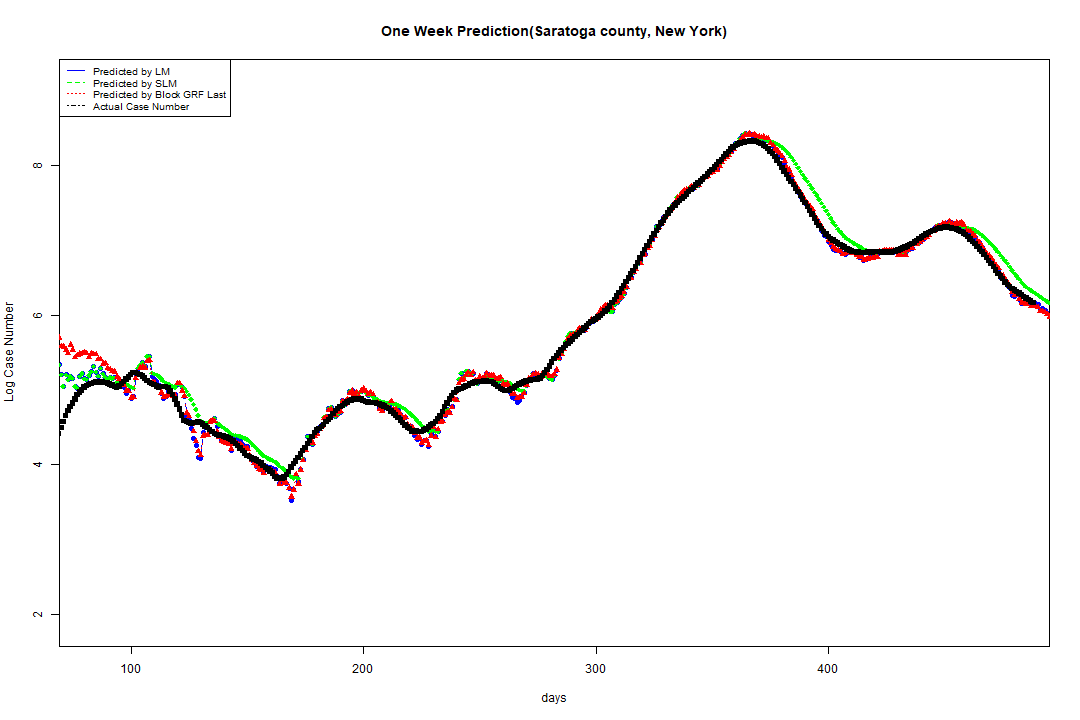 One Week Prediction(Saratoga county, New York)
Predicted by LM
Predicted by SLM
Predicted by Block GRF Last
Actual Case Number
Log Case Number
8
6
4
2
100 200 300 400
days